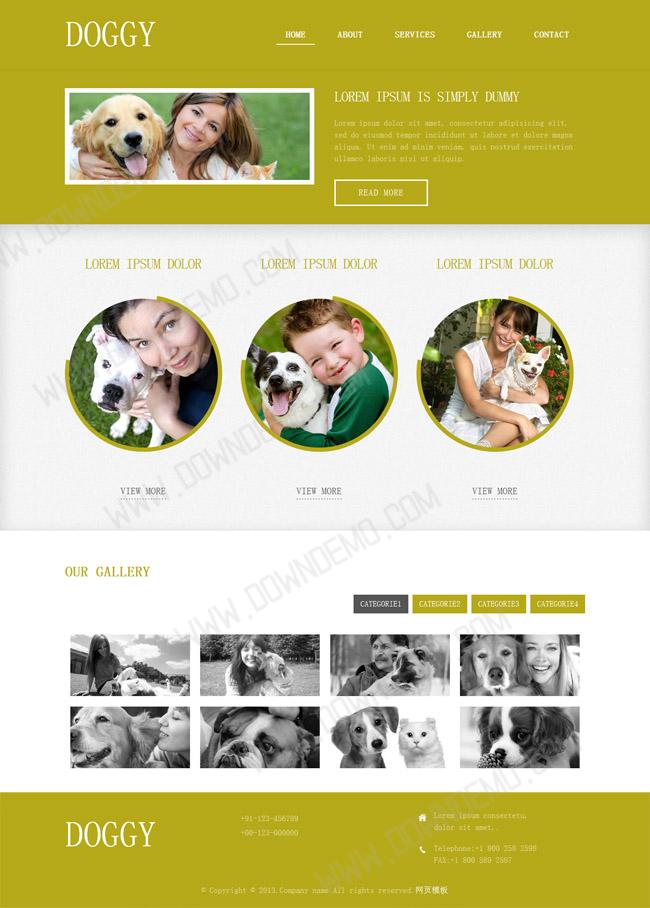 DOGGY
HOME ABOUT SERVICES GALLERY CONTACT
LOREM IPSUM IS SIMPLY DUMMY
Lorem ipsum dolor sit amet, consectetur adipisicing elit,
sed do eiusmod tempor incididunt ut labore et dolore magna
aliqua. Ut enim ad minim veniam, quis nostrud exercitation
ullamco laboris nisi ut aliquip.
READ MORE
LOREM IPSUM DOLOR LOREM IPSUM DOLOR LOREM IPSUM DOLOR
VIEW MORE VIEW MORE VIEW MORE
OUR GALLERY
CATEGORIE1 CATEGORIE2 CATEGORIE3 CATEGORIE4
DOGGY
+91-123-456789
+00-123-000000
Lorem ipsum consectetu,
dolor sit amet,.
Telephone:+1 800 258 2598
FAX:+1 800 589 2587
© Copyright © 2013.Company name All rights reserved.网页模板
WWW.DOWNDEMO.COM
WWW.DOWNDEMO.COM
WWW.DOWNDEMO.COM
WWW.DOWNDEMO.COM